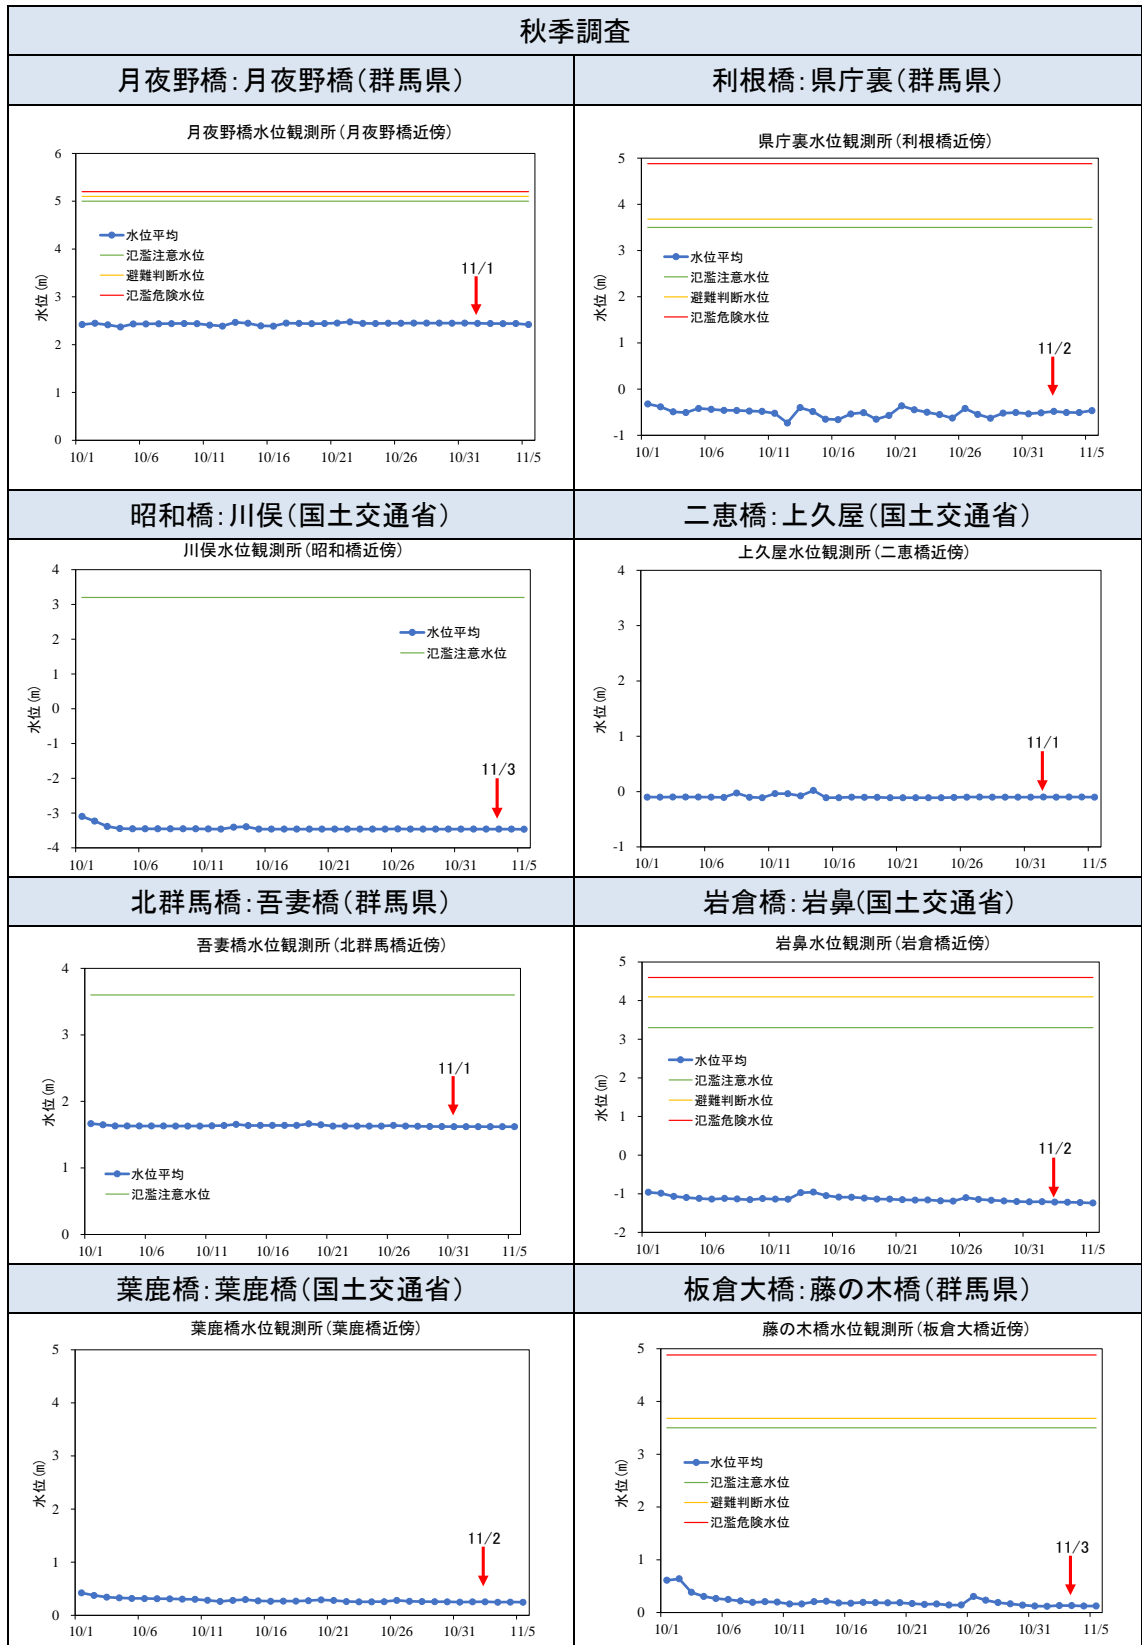 秋季調査
月夜野橋：月夜野橋（群馬県）
利根橋：県庁裏（群馬県）
月夜野橋水位観測所（月夜野橋近傍）
水位(m)
6
5
4
3
2
1
0
水位平均
氾濫注意水位
避難判断水位
氾濫危険水位
11/1
10/1 10/6 10/11 10/16 10/21 10/26 10/31 11/5
県庁裏水位観測所（利根橋近傍）
水位(m)
5
4
3
2
1
0
-1
水位平均
氾濫注意水位
避難判断水位
氾濫危険水位
11/2
10/1 10/6 10/11 10/16 10/21 10/26 10/31 11/5
昭和橋：川俣（国土交通省）
二恵橋：上久屋（国土交通省）
川俣水位観測所（昭和橋近傍）
水位(m)
4
3
2
1
0
-1
-2
-3
-4
水位平均
氾濫注意水位
11/3
10/1 10/6 10/11 10/16 10/21 10/26 10/31 11/5
上久屋水位観測所（二恵橋近傍）
水位(m)
4
3
2
1
0
-1
11/1
10/1 10/6 10/11 10/16 10/21 10/26 10/31 11/5
北群馬橋：吾妻橋（群馬県）
岩倉橋：岩鼻(国土交通省）
吾妻橋水位観測所（北群馬橋近傍）
水位(m)
4
3
2
1
0
11/1
水位平均
氾濫注意水位
10/1 10/6 10/11 10/16 10/21 10/26 10/31 11/5
岩鼻水位観測所（岩倉橋近傍）
水位(m)
5
4
3
2
1
0
-1
-2
水位平均
氾濫注意水位
避難判断水位
氾濫危険水位
11/2
10/1 10/6 10/11 10/16 10/21 10/26 10/31 11/5
葉鹿橋：葉鹿橋（国土交通省）
板倉大橋：藤の木橋（群馬県）
葉鹿橋水位観測所（葉鹿橋近傍）
水位(m)
5
4
3
2
1
0
11/2
10/1 10/6 10/11 10/16 10/21 10/26 10/31 11/5
藤の木橋水位観測所（板倉大橋近傍）
水位(m)
5
4
3
2
1
0
水位平均
氾濫注意水位
避難判断水位
氾濫危険水位
11/3
10/1 10/6 10/11 10/16 10/21 10/26 10/31 11/5